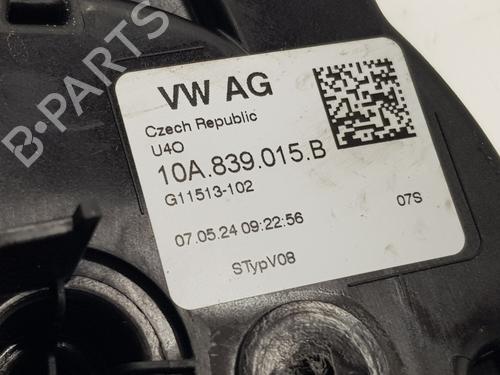 VW AG
Czech Republic
U4O
10A.839.015.B
G11513-102
07.05.24 09:22:56
07S
STypV08
B-Parts